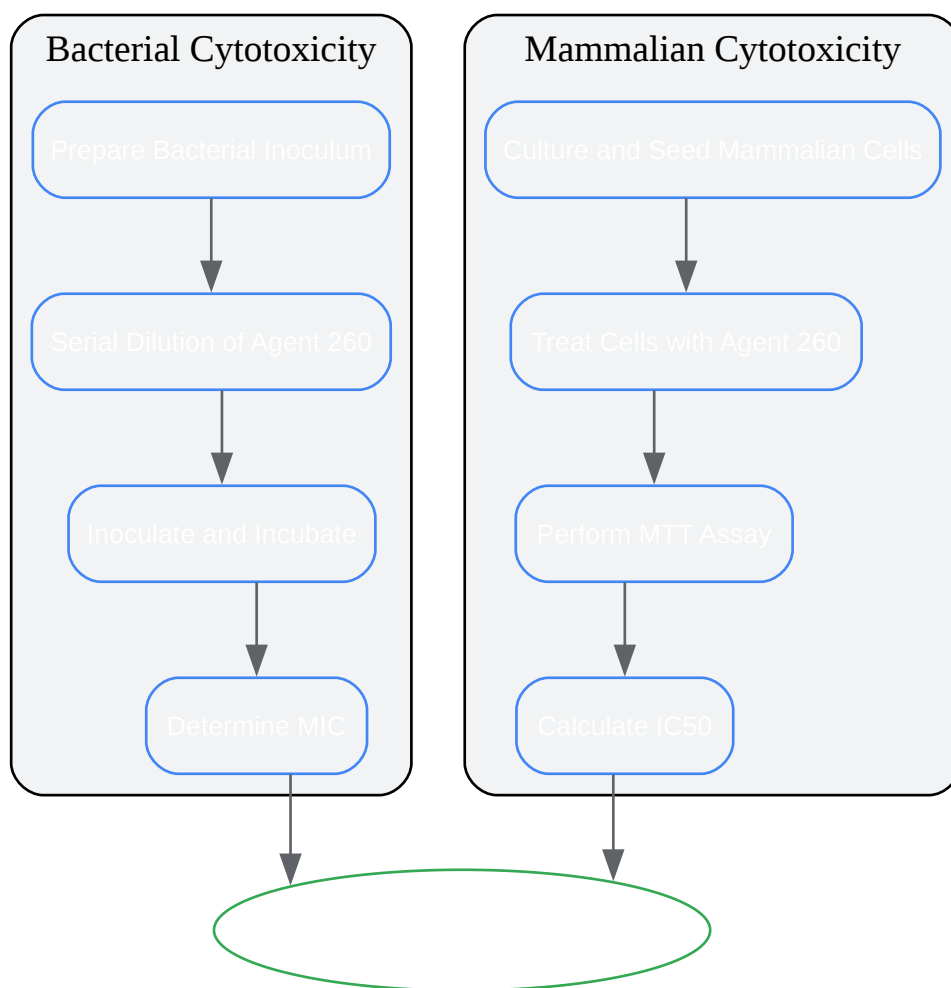 Bacterial Cytotoxicity
Prepare Bacterial Inoculum
Serial Dilution of Agent 260
Inoculate and Incubate
Determine MIC
Mammalian Cytotoxicity
Culture and Seed Mammalian Cells
Treat Cells with Agent 260
Perform MTT Assay
Calculate IC50